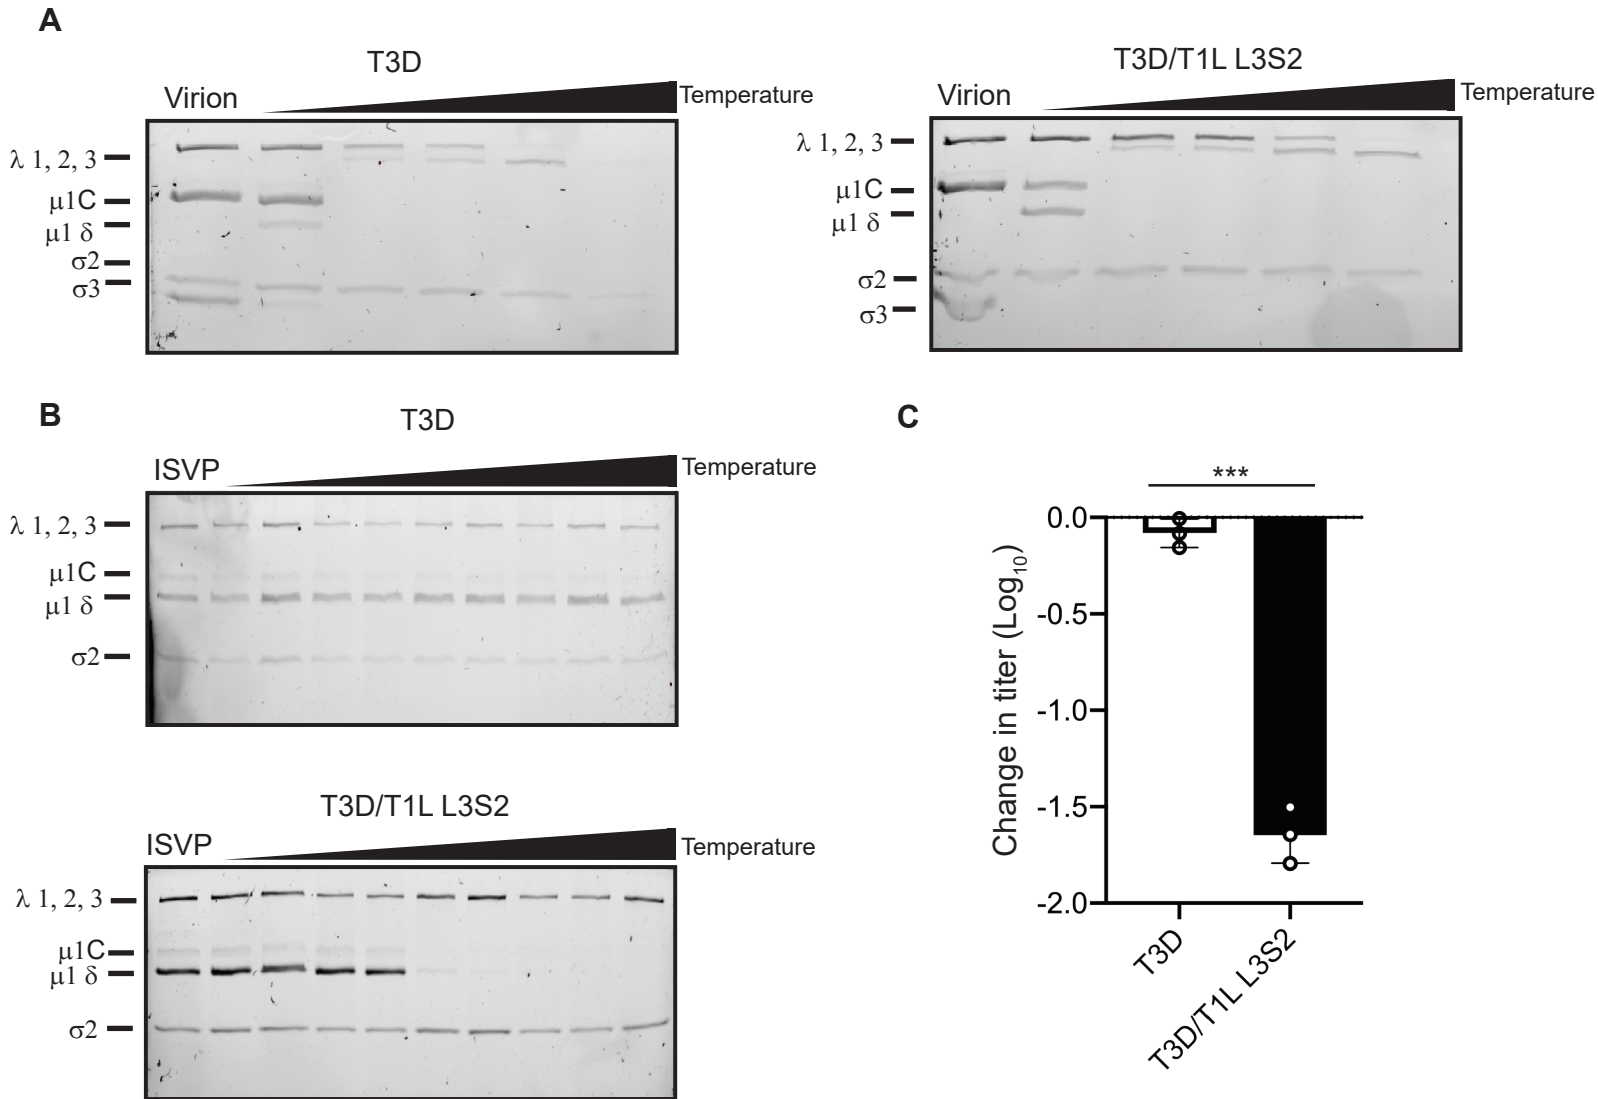 A
T3D
Virion
Temperature
λ 1, 2, 3
μ1C
μ1 δ
σ2
σ3
T3D/T1L L3S2
Virion
Temperature
λ 1, 2, 3
μ1C
μ1 δ
σ2
σ3
B
T3D
ISVP
Temperature
λ 1, 2, 3
μ1C
μ1 δ
σ2
T3D/T1L L3S2
ISVP
Temperature
λ 1, 2, 3
μ1C
μ1 δ
σ2
C
***
Change in titer (Log10)
0.0
-0.5
-1.0
-1.5
-2.0
T3D
T3D/T1L L3S2